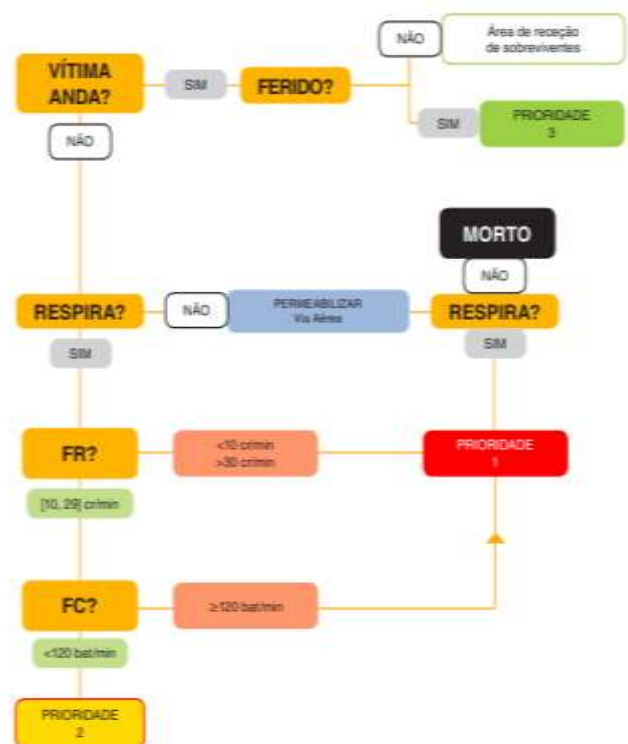 NÃO
Área de receção
de sobreviventes
VÍTIMA
ANDA?
SIM
FERIDO?
SIM
PRIORIDADE
3
NÃO
MORTO
NÃO
RESPIRA?
NÃO
PERMEABILIZAR
Via Aérea
RESPIRA?
SIM
SIM
FR?
<10 cr/min
>30 cr/min
PRIORIDADE
1
[10, 29] cr/min
FC?
≥120 bat/min
<120 bat/min
PRIORIDADE
2